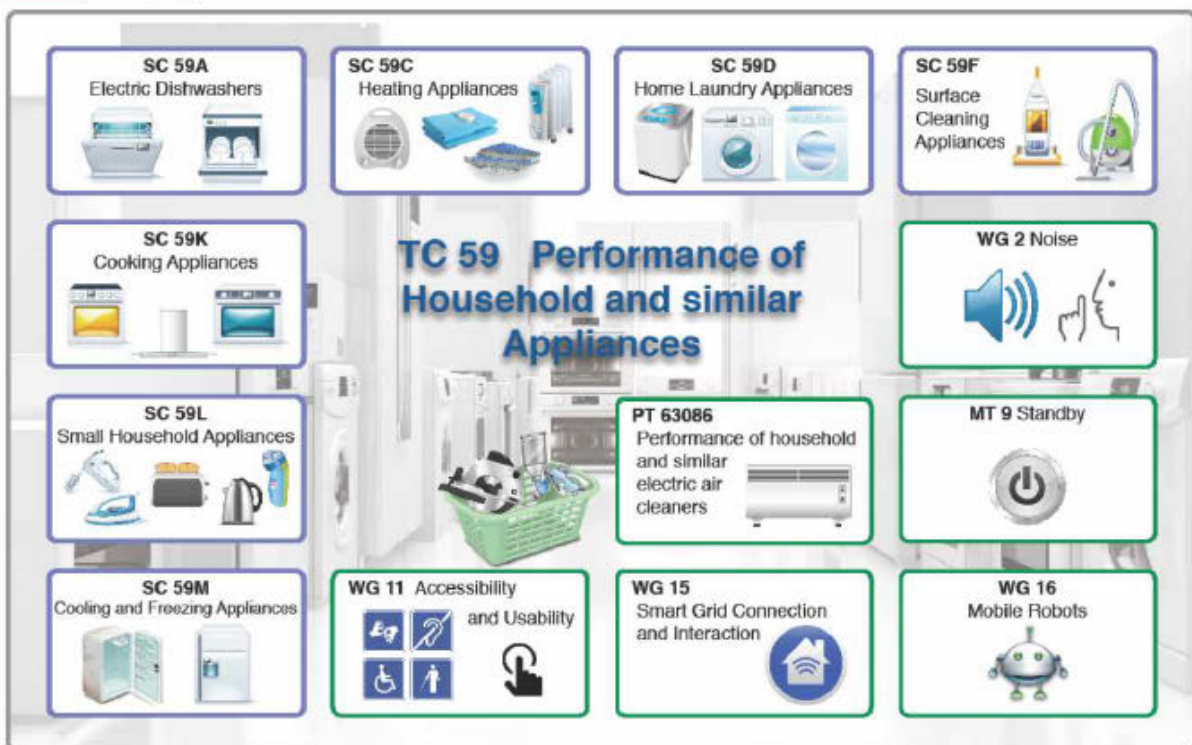 SC 59A
Electric Dishwashers
SC 59C
Heating Appliances
SC 59D
Home Laundry Appliances
SC 59F
Surface
Cleaning
Appliances
SC 59K
Cooking Appliances
TC 59 Performance of
Household and similar
Appliances
WG 2 Noise
SC 59L
Small Household Appliances
PT 63086
Performance of household
and similar
electric air
cleaners
MT 9 Standby
SC 59M
Cooling and Freezing Appliances
WG 11 Accessibility
and Usability
WG 15
Smart Grid Connection
and Interaction
WG 16
Mobile Robots